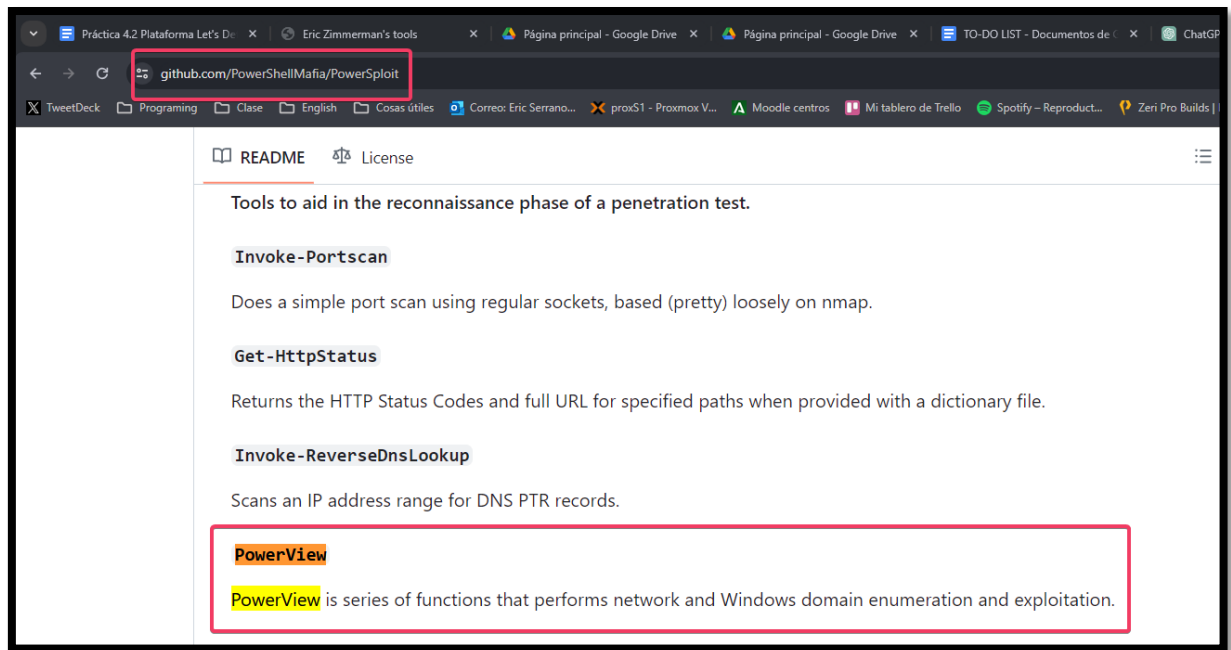 Práctica 4.2 Plataforma Let's De
Eric Zimmerman's tools
Página principal - Google Drive
Página principal - Google Drive
TO-DO LIST - Documentos de
ChatGP
github.com/PowerShellMafia/PowerSploit
TweetDeck Programing Clase English Cosas útiles Correo: Eric Serrano... proxS1 - Proxmox V... Moodle centros Mi tablero de Trello Spotify – Reproduct... Zeri Pro Builds |
README License
Tools to aid in the reconnaissance phase of a penetration test.
Invoke-Portscan
Does a simple port scan using regular sockets, based (pretty) loosely on nmap.
Get-HttpStatus
Returns the HTTP Status Codes and full URL for specified paths when provided with a dictionary file.
Invoke-ReverseDnsLookup
Scans an IP address range for DNS PTR records.
PowerView
PowerView is series of functions that performs network and Windows domain enumeration and exploitation.